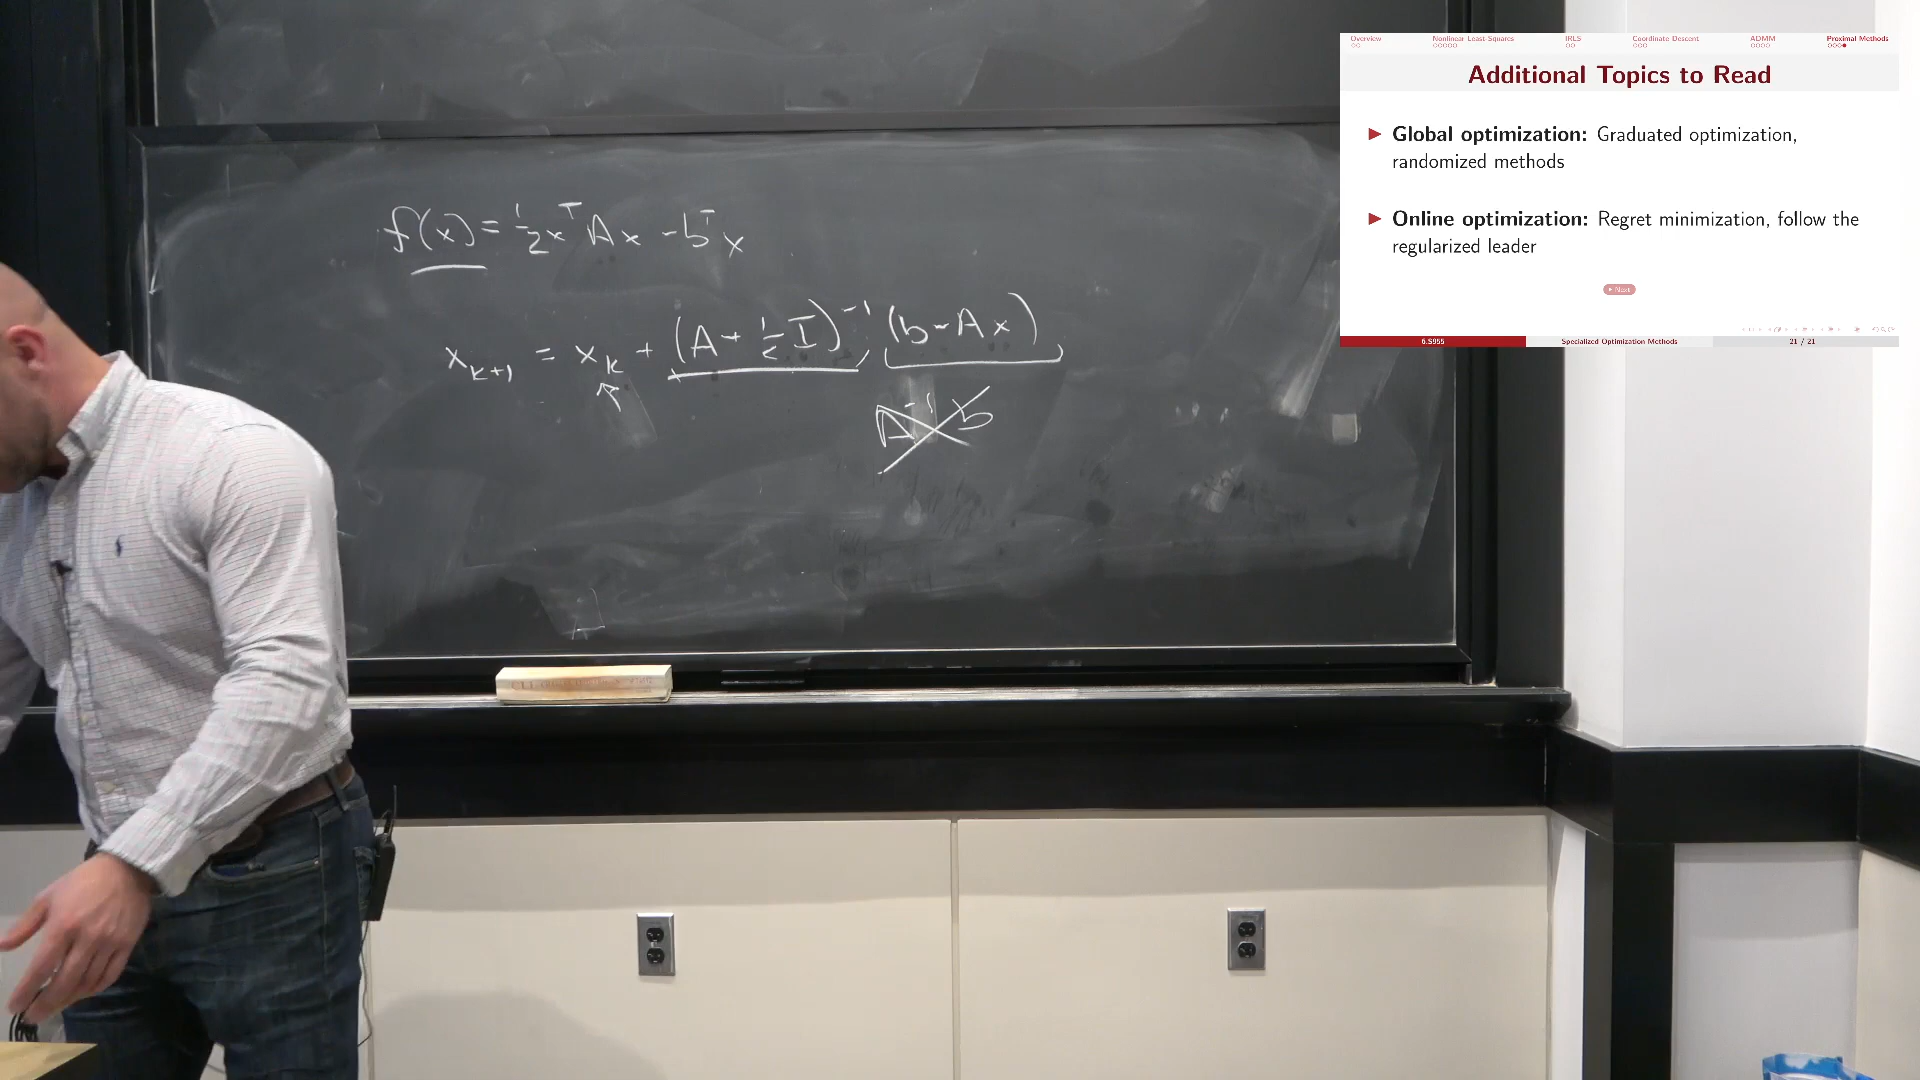 f(x) = 1/2 xᵀAx - bᵀx
x_{k+1} = x_k + (A + 1/c I)⁻¹ (b - Ax)
A⁻¹b
Overview Nonlinear Least-Squares IRLS Coordinate Descent ADMM Proximal Methods
Additional Topics to Read
Global optimization: Graduated optimization,
randomized methods
Online optimization: Regret minimization, follow the
regularized leader
Next
6.S955 Specialized Optimization Methods 21 / 21